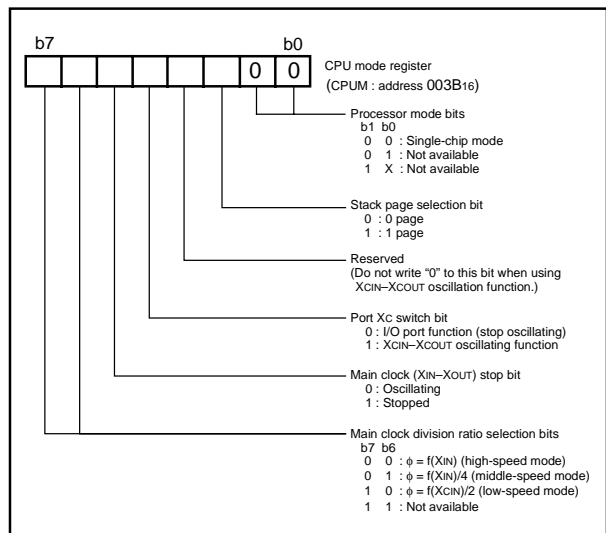 b7 b0
0 0
CPU mode register
(CPUM : address 003B16)
Processor mode bits
b1 b0
0 0 : Single-chip mode
0 1 : Not available
1 X : Not available
Stack page selection bit
0 : 0 page
1 : 1 page
Reserved
(Do not write “0” to this bit when using
XCIN–XCOUT oscillation function.)
Port XC switch bit
0 : I/O port function (stop oscillating)
1 : XCIN–XCOUT oscillating function
Main clock (XIN–XOUT) stop bit
0 : Oscillating
1 : Stopped
Main clock division ratio selection bits
b7 b6
0 0 : ϕ = f(XIN) (high-speed mode)
0 1 : ϕ = f(XIN)/4 (middle-speed mode)
1 0 : ϕ = f(XCIN)/2 (low-speed mode)
1 1 : Not available